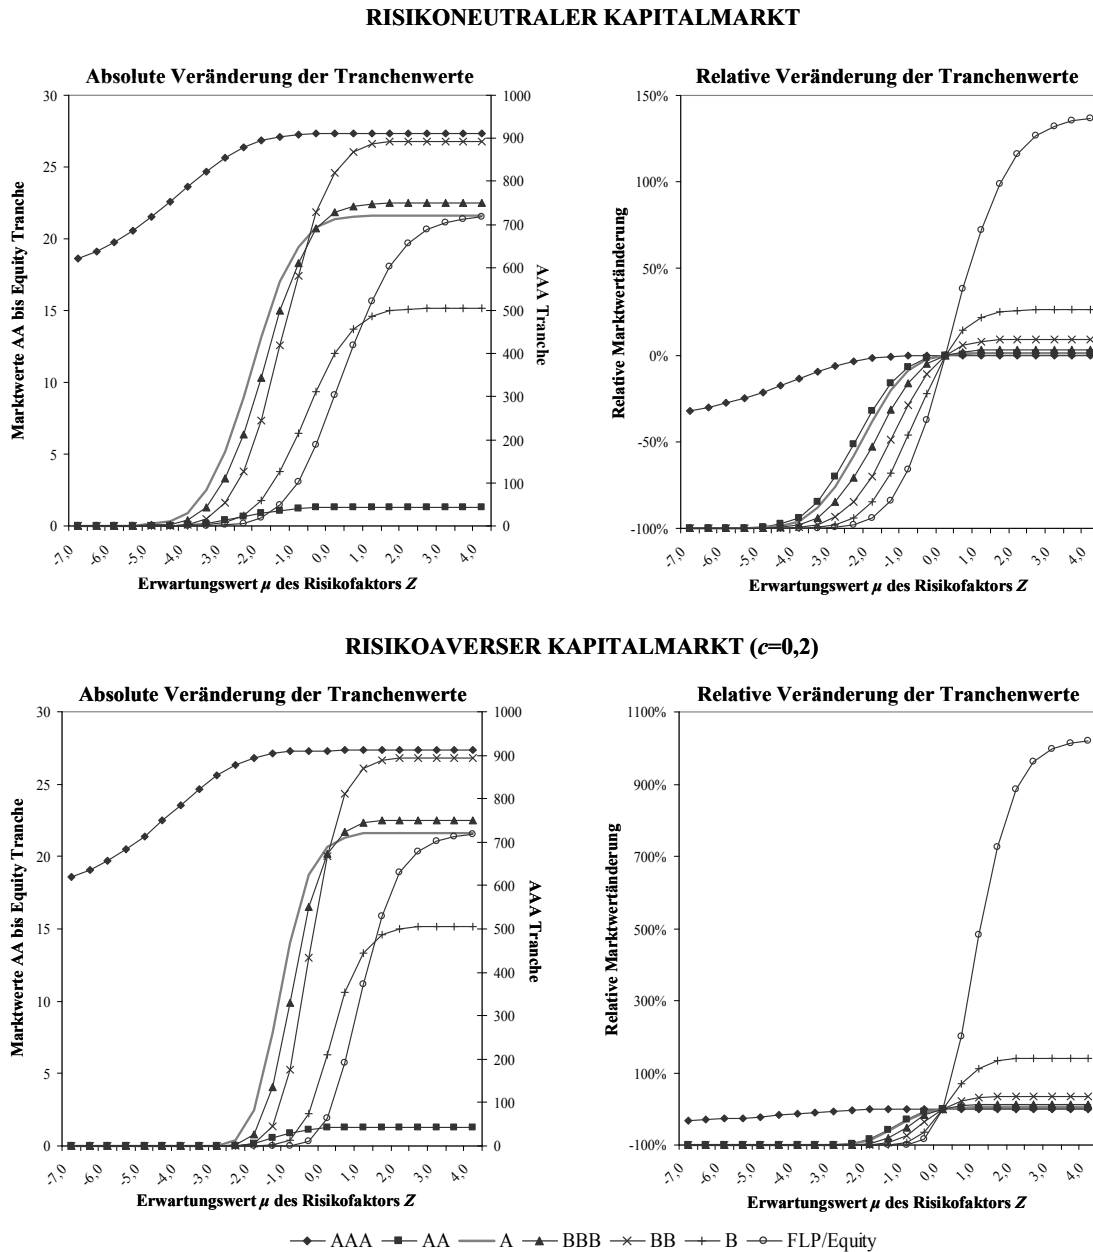 RISIKONEUTRALER KAPITALMARKT
Absolute Veränderung der Tranchenwerte
Marktwerte AA bis Equity Tranche
30
25
20
15
10
5
0
1000
900
800
700
600
500
400
300
200
100
0
AAA Tranche
-7,0 -6,0 -5,0 -4,0 -3,0 -2,0 -1,0 0,0 1,0 2,0 3,0 4,0
Erwartungswert μ des Risikofaktors Z
Relative Veränderung der Tranchenwerte
Relative Marktwertänderung
150%
100%
50%
0%
-50%
-100%
-7,0 -6,0 -5,0 -4,0 -3,0 -2,0 -1,0 0,0 1,0 2,0 3,0 4,0
Erwartungswert μ des Risikofaktors Z
RISIKOAVERSER KAPITALMARKT (c=0,2)
Absolute Veränderung der Tranchenwerte
Marktwerte AA bis Equity Tranche
30
25
20
15
10
5
0
1000
900
800
700
600
500
400
300
200
100
0
AAA Tranche
-7,0 -6,0 -5,0 -4,0 -3,0 -2,0 -1,0 0,0 1,0 2,0 3,0 4,0
Erwartungswert μ des Risikofaktors Z
Relative Veränderung der Tranchenwerte
Relative Marktwertänderung
1100%
900%
700%
500%
300%
100%
-100%
-7,0 -6,0 -5,0 -4,0 -3,0 -2,0 -1,0 0,0 1,0 2,0 3,0 4,0
Erwartungswert μ des Risikofaktors Z
AAA AA A BBB BB B FLP/Equity